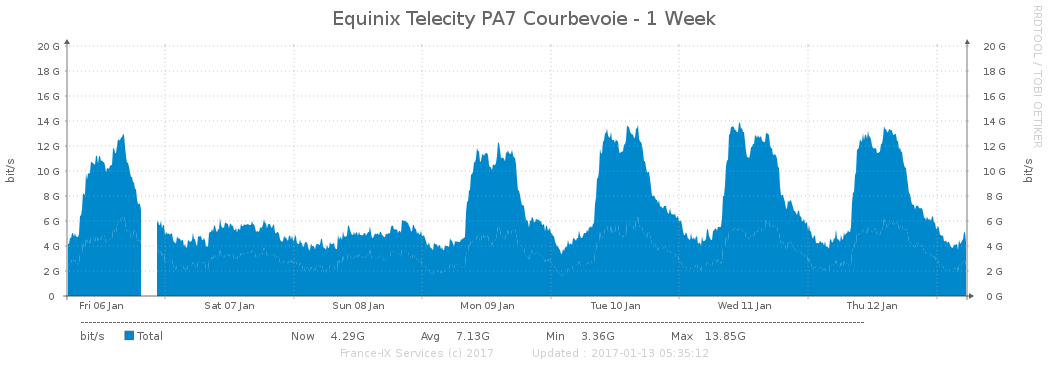 Equinix Telecity PA7 Courbevoie - 1 Week
RRDTOOL / TOBI OETIKER
20 G 20 G
18 G 18 G
16 G 16 G
14 G 14 G
12 G 12 G
10 G 10 G
8 G 8 G
6 G 6 G
4 G 4 G
2 G 2 G
0 0 G
bit/s
bit/s
Fri 06 Jan Sat 07 Jan Sun 08 Jan Mon 09 Jan Tue 10 Jan Wed 11 Jan Thu 12 Jan
bit/s Total Now 4.29G Avg 7.13G Min 3.36G Max 13.85G
France-IX Services (c) 2017 Updated : 2017-01-13 05:35:12